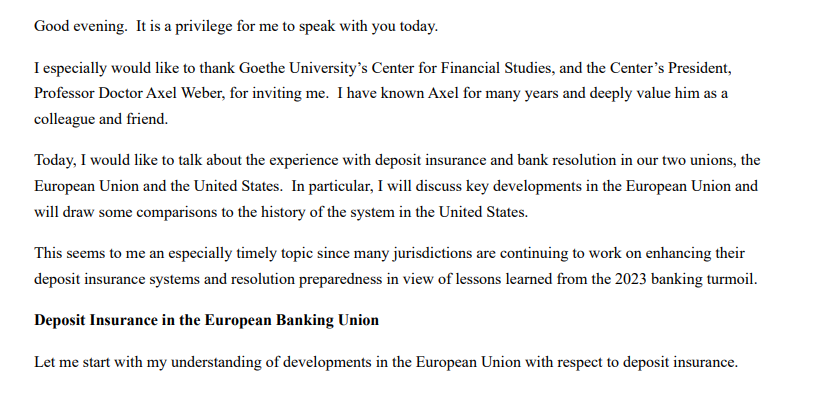 Good evening.  It is a privilege for me to speak with you today.
I especially would like to thank Goethe University’s Center for Financial Studies, and the Center’s President,
Professor Doctor Axel Weber, for inviting me.  I have known Axel for many years and deeply value him as a
colleague and friend.
Today, I would like to talk about the experience with deposit insurance and bank resolution in our two unions, the
European Union and the United States.  In particular, I will discuss key developments in the European Union and
will draw some comparisons to the history of the system in the United States.
This seems to me an especially timely topic since many jurisdictions are continuing to work on enhancing their
deposit insurance systems and resolution preparedness in view of lessons learned from the 2023 banking turmoil.
Deposit Insurance in the European Banking Union
Let me start with my understanding of developments in the European Union with respect to deposit insurance.